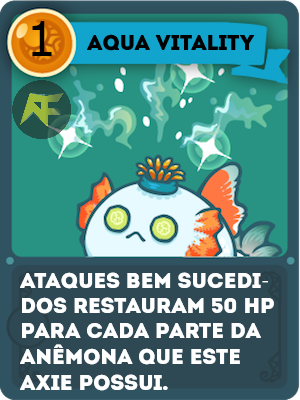 1
AQUA VITALITY
AF
ATAQUES BEM SUCEDI-
DOS RESTAURAM 50 HP
PARA CADA PARTE DA
ANÊMONA QUE ESTE
AXIE POSSUI.